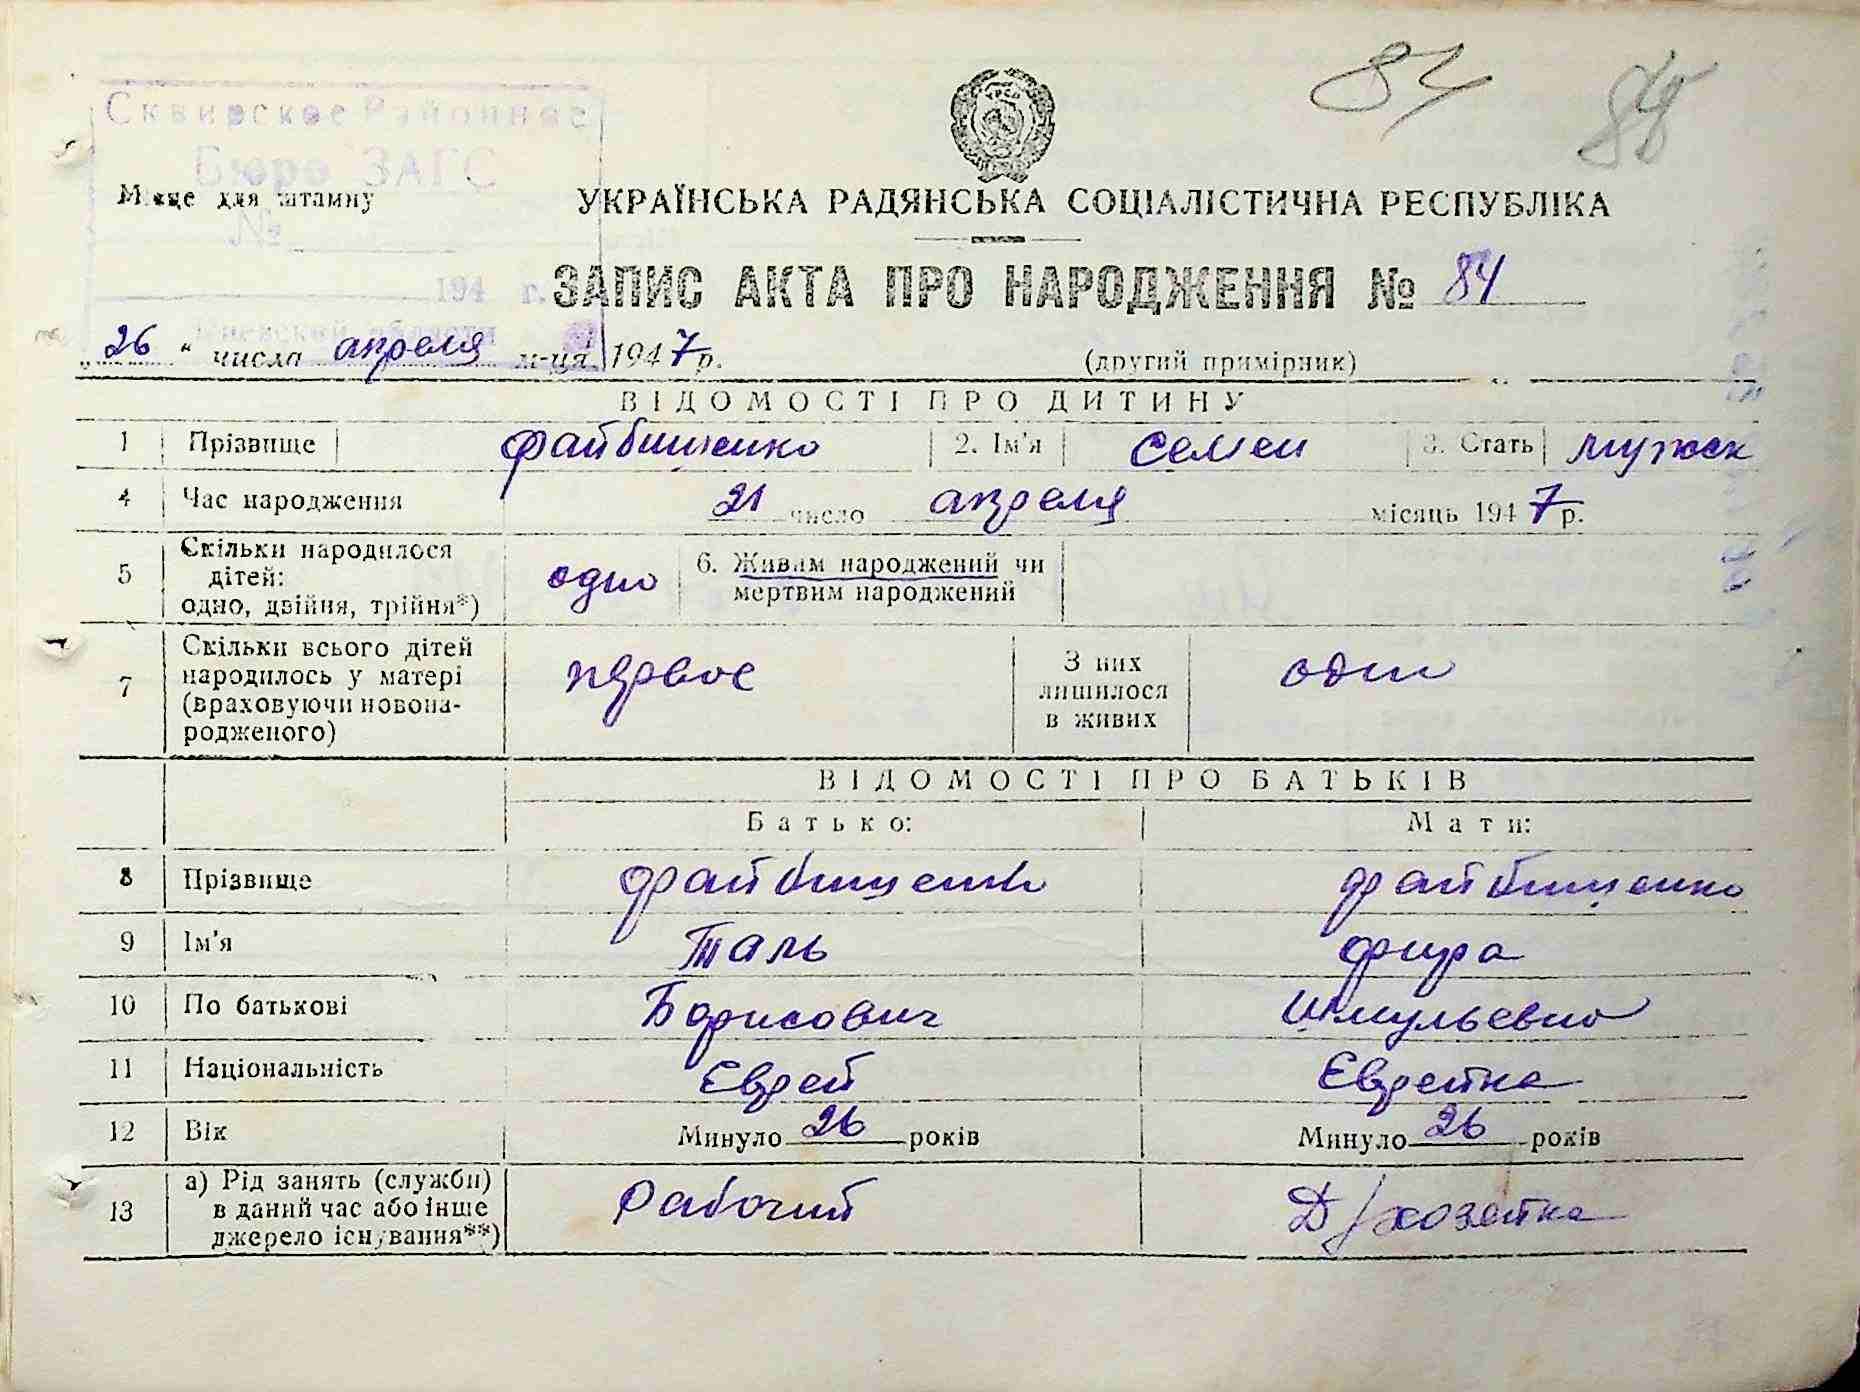 84 88
Сквирское Районное
Бюро ЗАГС
Місце для штампу
№
УКРАЇНСЬКА РАДЯНСЬКА СОЦІАЛІСТИЧНА РЕСПУБЛІКА
194 г.
ЗАПИС АКТА ПРО НАРОДЖЕННЯ № 84
Киевской области
„ 26 “ числа апреля м-ця 1947 р.
(другий примірник)
ВІДОМОСТІ ПРО ДИТИНУ
1 Прізвище Файбишенко 2. Ім'я Семен 3. Стать мужск
4 Час народження 21 число апреля місяць 1947 р.
5 Скільки народилося дітей: одно, двійня, трійня*) одно 6. Живим народжений чи мертвим народжений
7 Скільки всього дітей народилось у матері (враховуючи новона-родженого) первое З них лишилося в живих один
ВІДОМОСТІ ПРО БАТЬКІВ
Батько: Мати:
8 Прізвище Файбишенко Файбишенко
9 Ім'я Таль Фира
10 По батькові Борисович Шмульевно
11 Національність Єврей Єврейка
12 Вік Минуло 26 років Минуло 26 років
13 а) Рід занять (служби) в даний час або інше джерело існування**) Рабочий Д/хозяйка